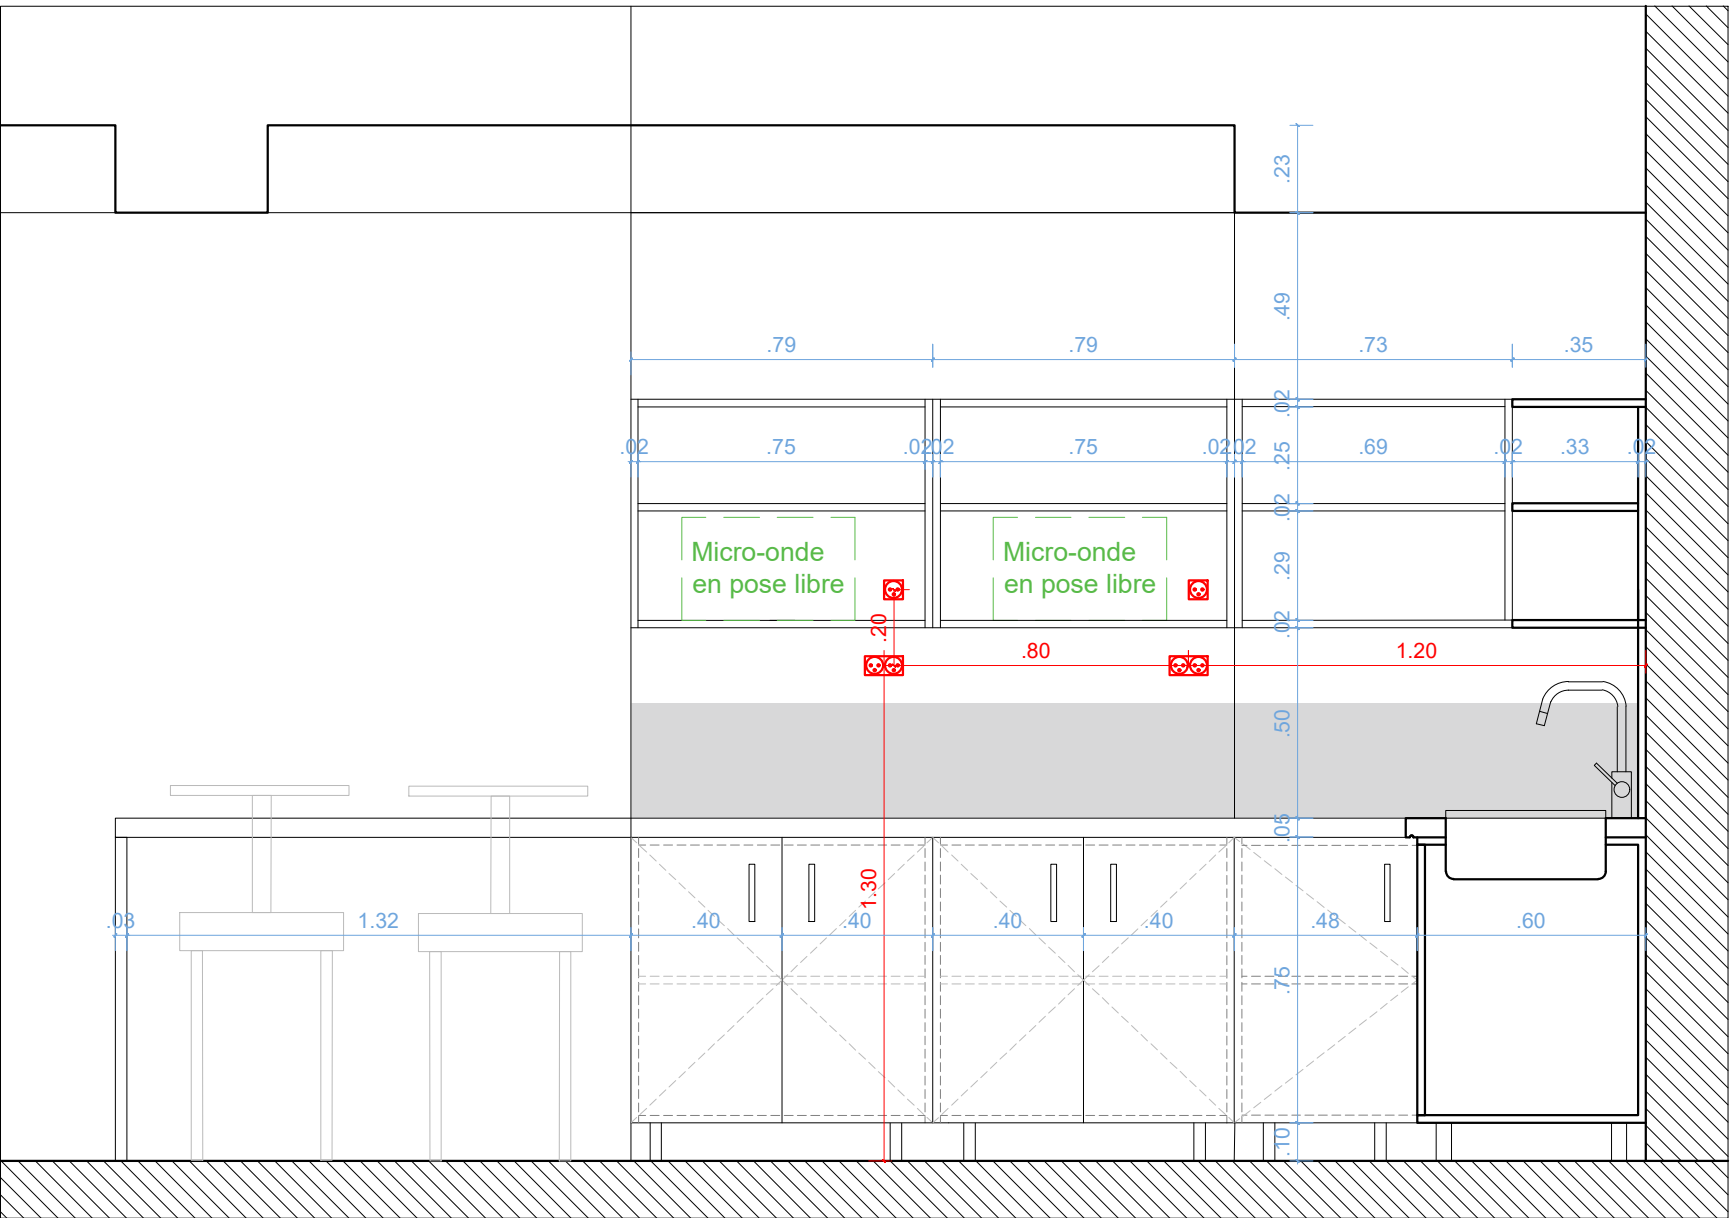 .23
.49
.79 .79 .73 .35
.02
.02 .75 .02 .02 .75 .02 .02 .25 .69 .02 .33 .02
.02
Micro-onde
en pose libre
Micro-onde
en pose libre
.29
.20
.02
.80 1.20
.50
.05
1.30
.03 1.32 .40 .40 .40 .40 .48 .60
.75
.10